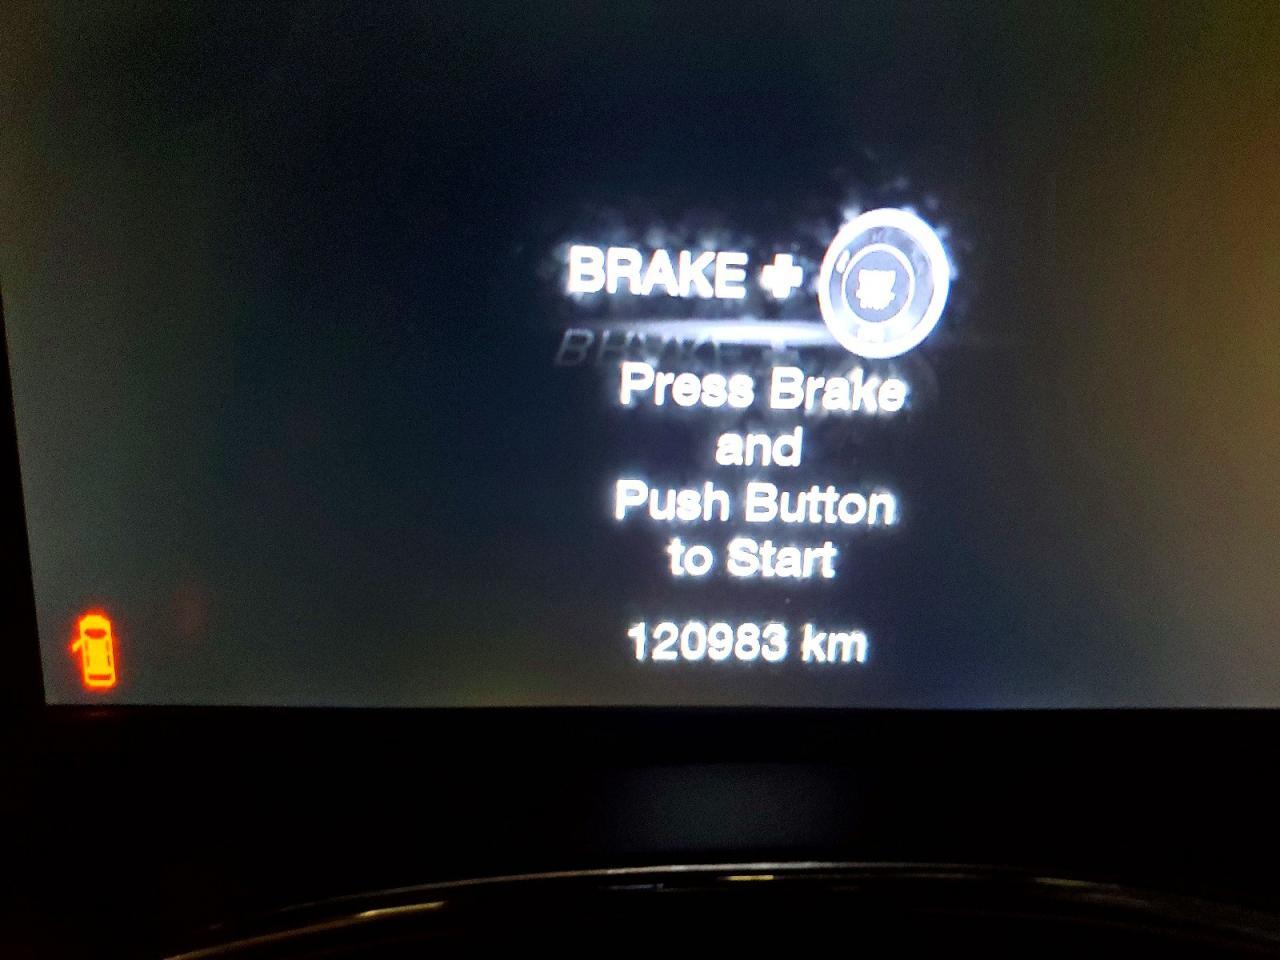 BRAKE +
Press Brake
and
Push Button
to Start
120983 km